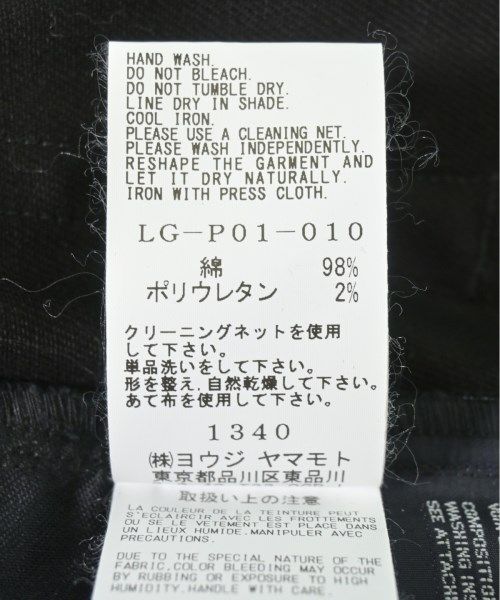 HAND WASH.
DO NOT BLEACH.
DO NOT TUMBLE DRY.
LINE DRY IN SHADE.
COOL IRON.
PLEASE USE A CLEANING NET.
PLEASE WASH INDEPENDENTLY.
RESHAPE THE GARMENT AND
LET IT DRY NATURALLY.
IRON WITH PRESS CLOTH.
LG-P01-010
綿 98%
ポリウレタン 2%
クリーニングネットを使用
して下さい。
単品洗いをして下さい。
形を整え,自然乾燥して下さい。
あて布を使用して下さい。
1340
㈱ヨウジ ヤマモト
東京都品川区東品川
取扱い上の注意
LA COULEUR DE LA TEINTURE PEUT
S'ECLAIRCIR AVEC LES FROTTEMENTS
OU SE LE VETEMENT EST PLACE DANS
UN LIEUX HUMIDE.MANIPULER AVEC
PRECAUTIONS.
DUE TO THE SPECIAL NATURE OF THE
FABRIC,COLOR BLEEDING MAY OCCUR
BY RUBBING OR EXPOSURE TO HIGH
HUMIDITY.HANDLE WITH CARE.
COMPOSITION
WASHING IN
SEE ATTACH